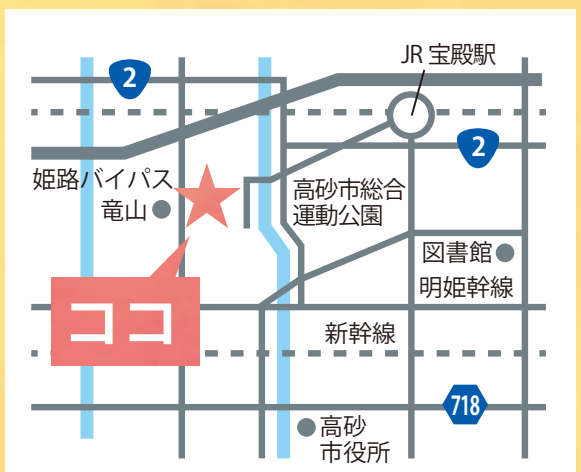 JR 宝殿駅
2
2
姫路バイパス
竜山
高砂市総合
運動公園
図書館
明姫幹線
ココ
新幹線
718
高砂
市役所